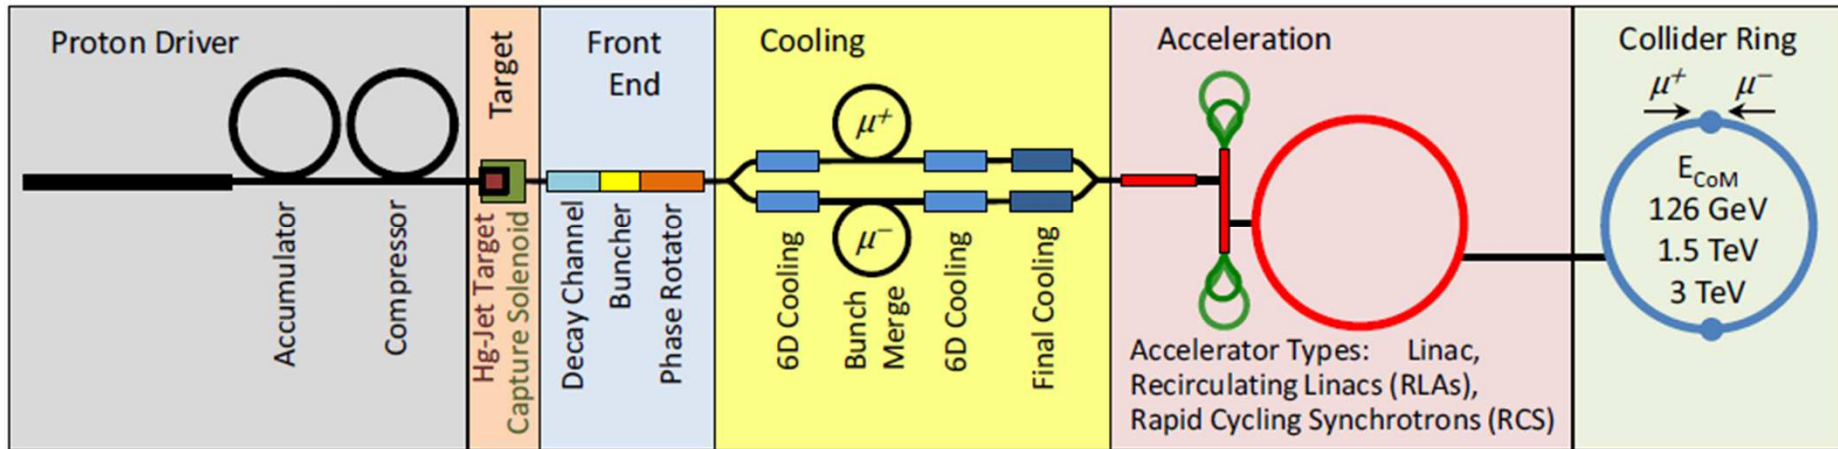 Proton Driver
Accumulator
Compressor
Target
Hg-Jet Target
Capture Solenoid
Front
End
Decay Channel
Buncher
Phase Rotator
Cooling
μ+
μ−
6D Cooling
Bunch
Merge
6D Cooling
Final Cooling
Acceleration
Accelerator Types: Linac,
Recirculating Linacs (RLAs),
Rapid Cycling Synchrotrons (RCS)
Collider Ring
μ+ μ−
ECoM
126 GeV
1.5 TeV
3 TeV